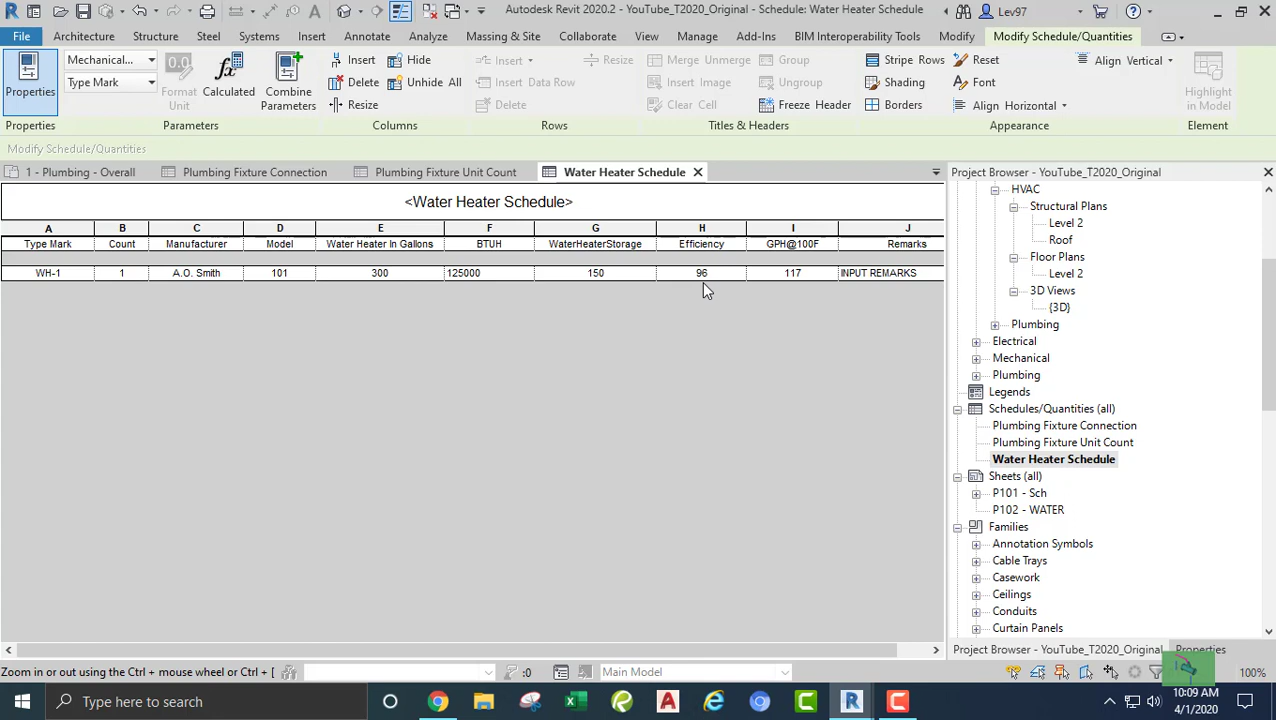 Autodesk Revit 2020.2 - YouTube_T2020_Original - Schedule: Water Heater Schedule
Lev97
File Architecture Structure Steel Systems Insert Annotate Analyze Massing & Site Collaborate View Manage Add-Ins BIM Interoperability Tools Modify Modify Schedule/Quantities
Mechanical... Insert Hide Insert Resize Merge Unmerge Group Stripe Rows Reset Align Vertical
Type Mark Delete Unhide All Insert Data Row Insert Image Ungroup Shading Font
Properties Format Unit Calculated Combine Parameters Resize Delete Clear Cell Freeze Header Borders Align Horizontal Highlight in Model
Properties Parameters Columns Rows Titles & Headers Appearance Element
Modify Schedule/Quantities
1 - Plumbing - Overall Plumbing Fixture Connection Plumbing Fixture Unit Count Water Heater Schedule
<Water Heater Schedule>
A B C D E F G H I J
Type Mark Count Manufacturer Model Water Heater In Gallons BTUH WaterHeaterStorage Efficiency GPH@100F Remarks
WH-1 1 A.O. Smith 101 300 125000 150 96 117 INPUT REMARKS
Project Browser - YouTube_T2020_Original
HVAC
Structural Plans
Level 2
Roof
Floor Plans
Level 2
3D Views
{3D}
Plumbing
Electrical
Mechanical
Plumbing
Legends
Schedules/Quantities (all)
Plumbing Fixture Connection
Plumbing Fixture Unit Count
Water Heater Schedule
Sheets (all)
P101 - Sch
P102 - WATER
Families
Annotation Symbols
Cable Trays
Casework
Ceilings
Conduits
Curtain Panels
Project Browser - YouTube_T2020_Original Properties
Zoom in or out using the Ctrl + mouse wheel or Ctrl + [ :0 Main Model 100%
Type here to search
10:09 AM
4/1/2020